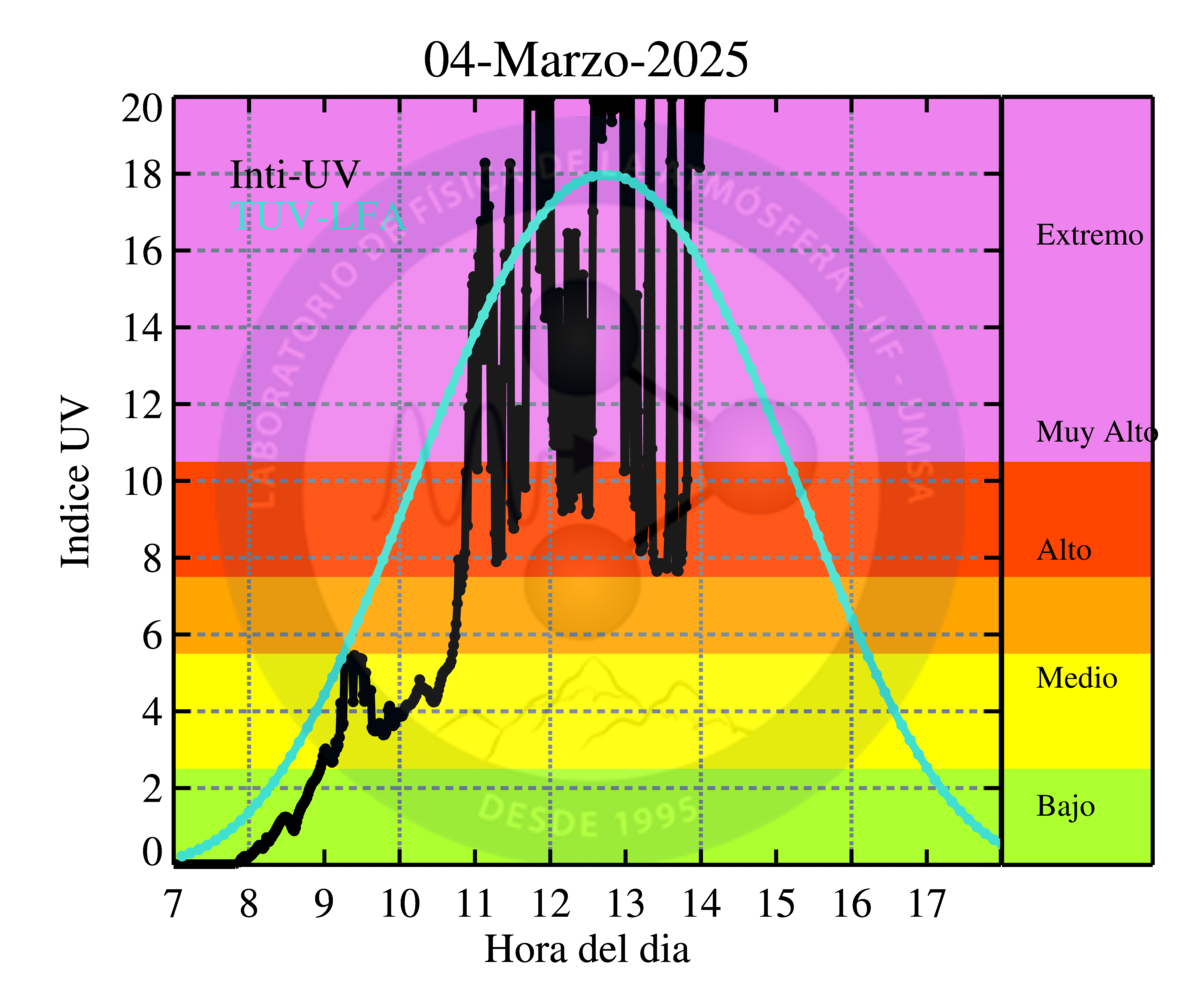 04-Marzo-2025
Inti-UV
TUV-LFA
Indice UV
20
18
16
14
12
10
8
6
4
2
0
7 8 9 10 11 12 13 14 15 16 17
Hora del dia
Extremo
Muy Alto
Alto
Medio
Bajo
LABORATORIO DE FÍSICA DE LA ATMÓSFERA - IIF - UMSA
DESDE 1995